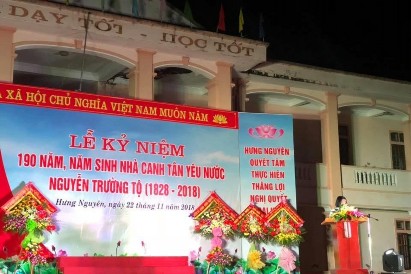 DẠY TỐT - HỌC TỐT
XÃ HỘI CHỦ NGHĨA VIỆT NAM MUÔN NĂM
LỄ KỶ NIỆM
190 NĂM, NĂM SINH NHÀ CANH TÂN YÊU NƯỚC
NGUYỄN TRƯỜNG TỘ (1828 - 2018)
Hưng Nguyên, ngày 22 tháng 11 năm 2018
HƯNG NGUYÊN
QUYẾT TÂM
THỰC HIỆN
THẮNG LỢI
NGHỊ QUYẾT